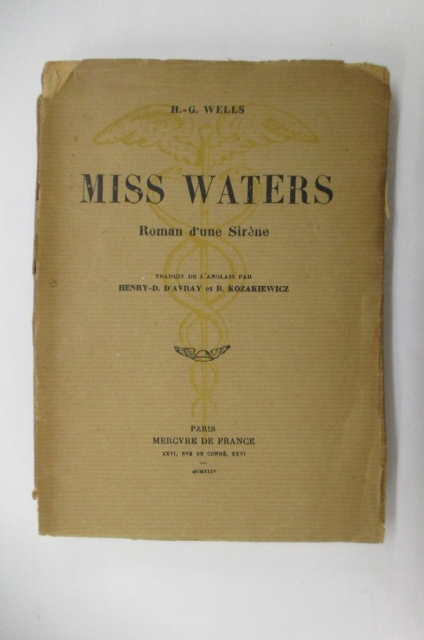 H.-G. WELLS
MISS WATERS
Roman d'une Sirène
TRADUIT DE L'ANGLAIS PAR
HENRY-D. D'AVRAY et B. KOZAKIEWICZ
PARIS
MERCVRE DE FRANCE
XXVI, RVE DE CONDÉ, XXVI